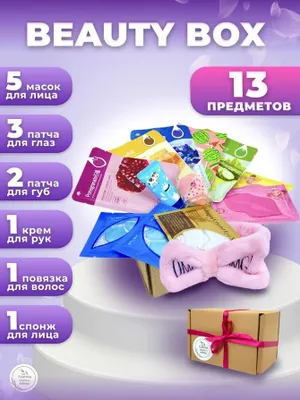 BEAUTY BOX
5 масок
для лица
13
ПРЕДМЕТОВ
3 патча
для глаз
2 патча
для губ
1 крем
для рук
1 повязка
для волос
1 спонж
для лица